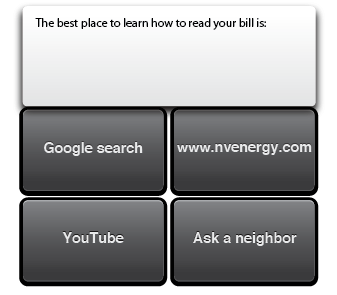 The best place to learn how to read your bill is:
Google search
www.nvenergy.com
YouTube
Ask a neighbor